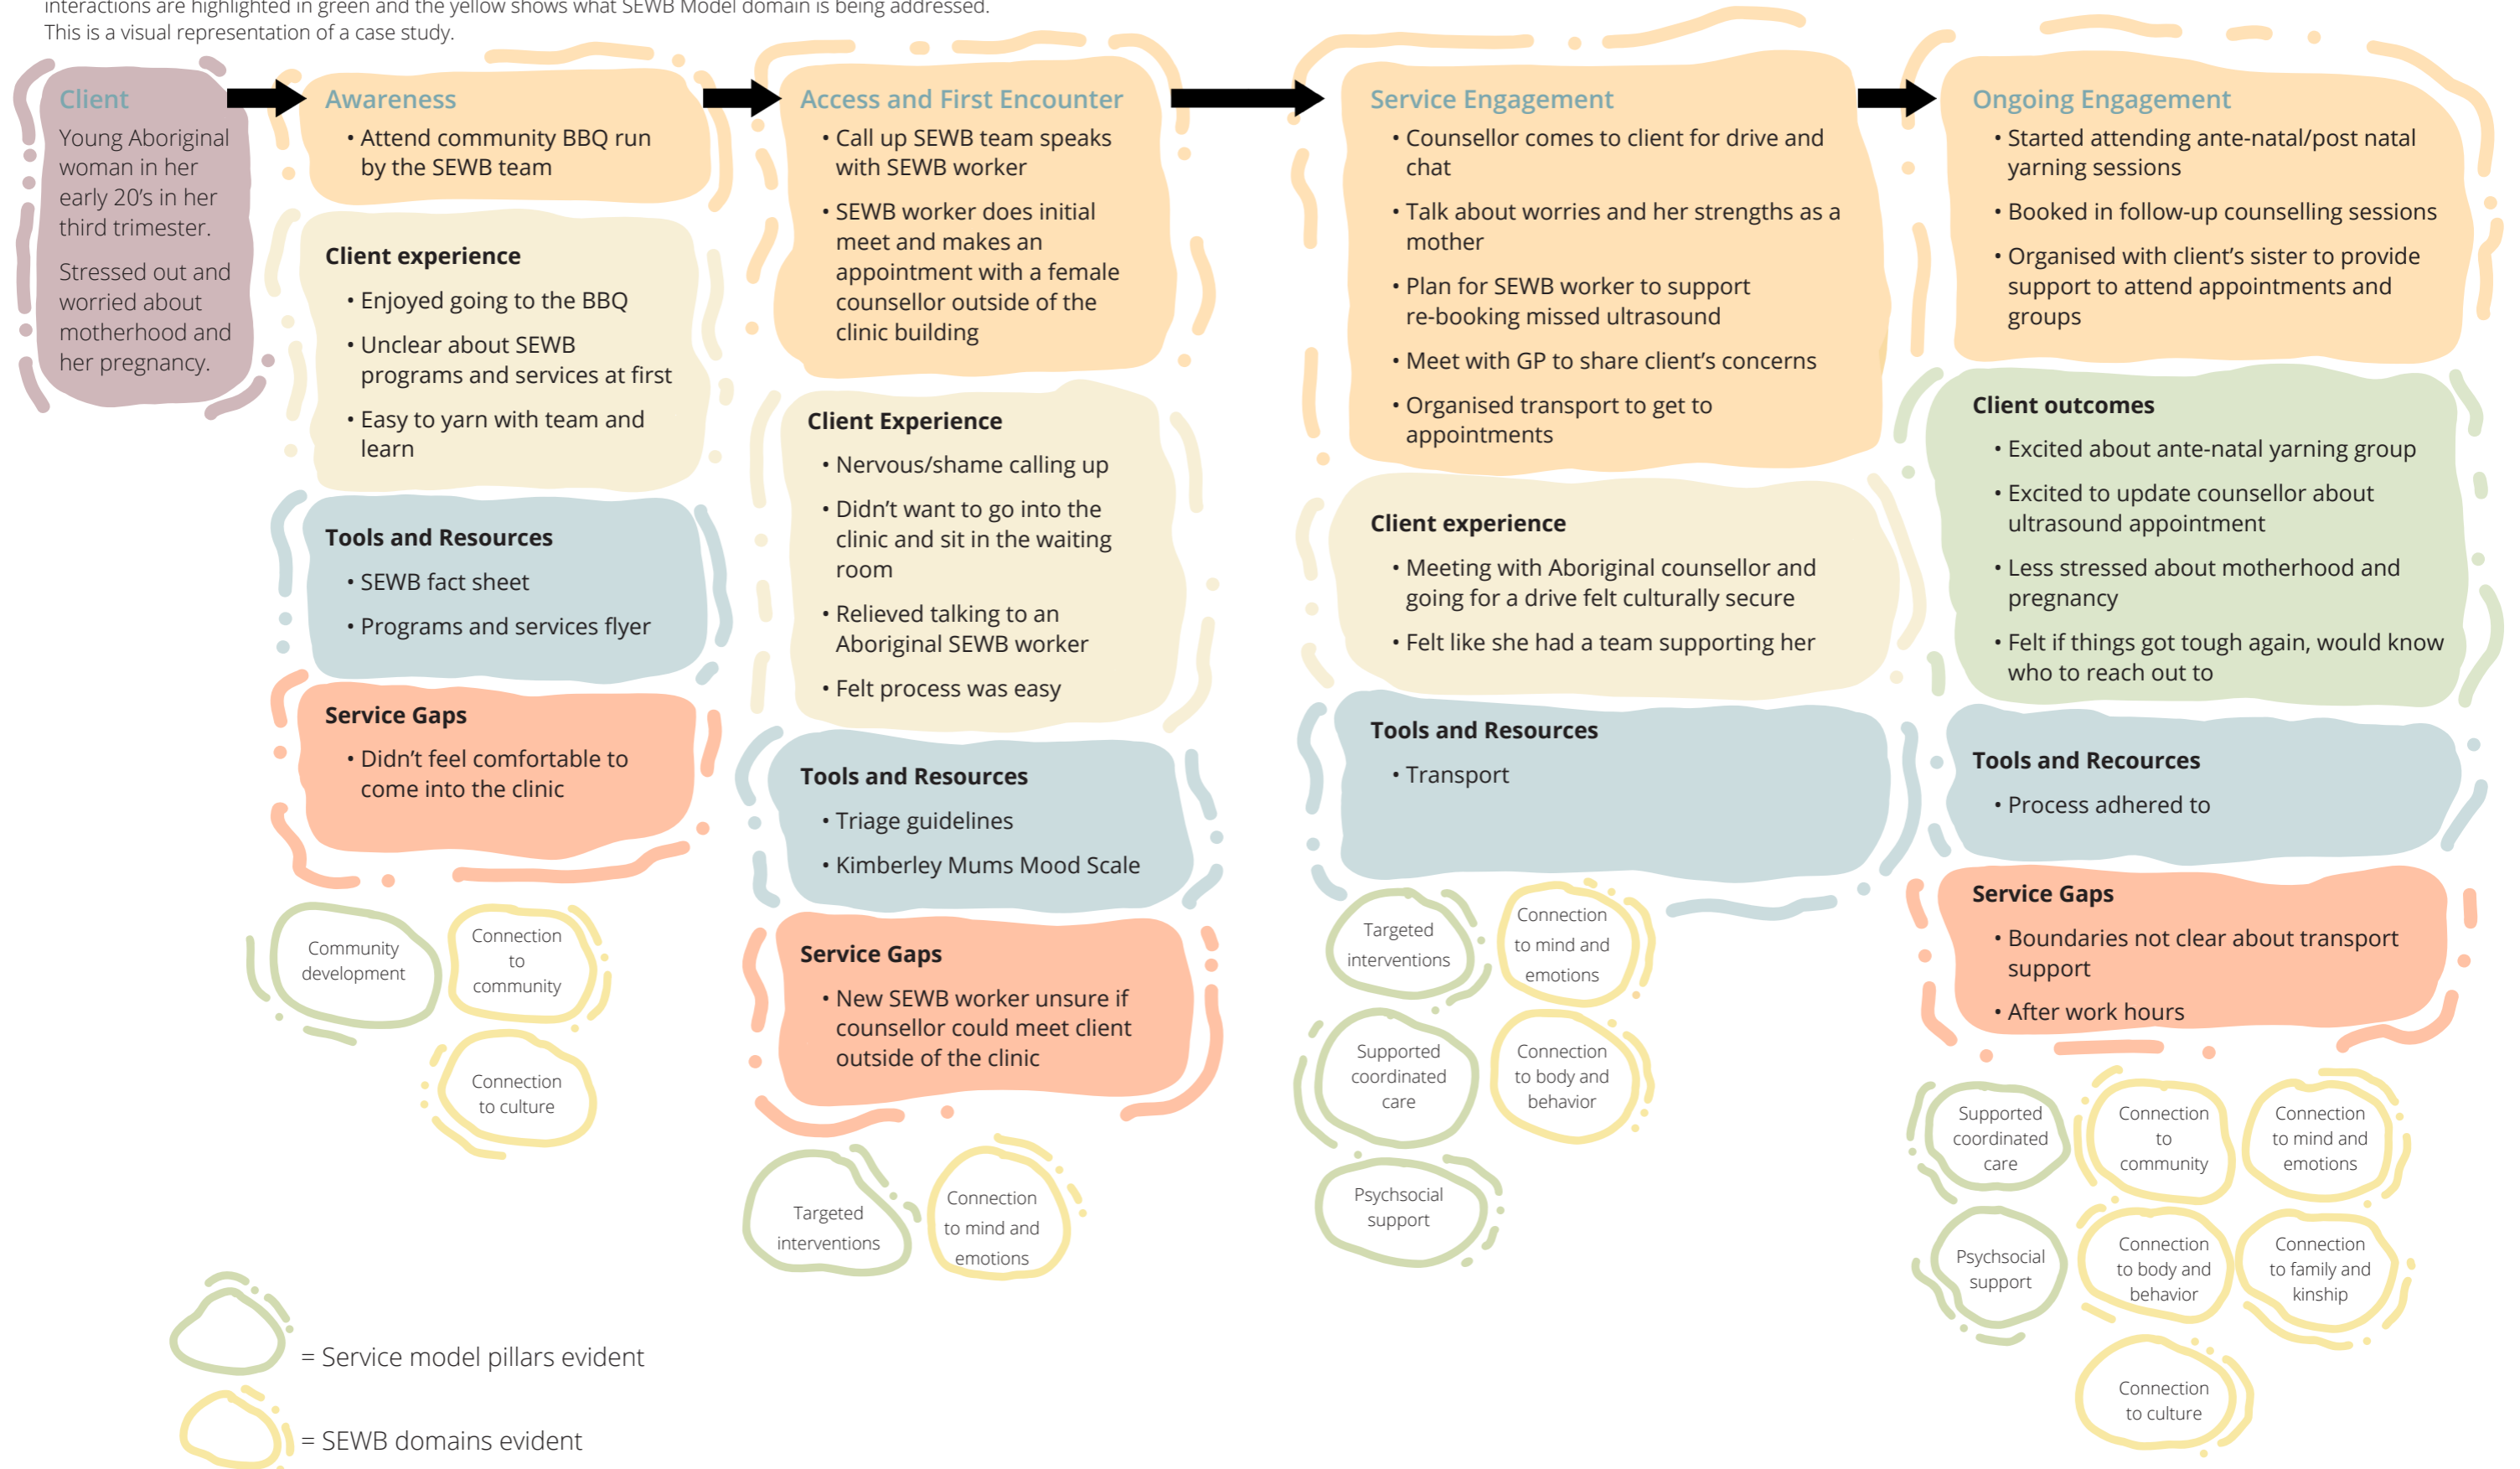 interactions are highlighted in green and the yellow shows what SEWB Model domain is being addressed.
This is a visual representation of a case study.
Client
Young Aboriginal
woman in her
early 20's in her
third trimester.
Stressed out and
worried about
motherhood and
her pregnancy.
Awareness
• Attend community BBQ run
by the SEWB team
Client experience
• Enjoyed going to the BBQ
• Unclear about SEWB
programs and services at first
• Easy to yarn with team and
learn
Tools and Resources
• SEWB fact sheet
• Programs and services flyer
Service Gaps
• Didn't feel comfortable to
come into the clinic
Community
development
Connection
to
community
Connection
to culture
Access and First Encounter
• Call up SEWB team speaks
with SEWB worker
• SEWB worker does initial
meet and makes an
appointment with a female
counsellor outside of the
clinic building
Client Experience
• Nervous/shame calling up
• Didn't want to go into the
clinic and sit in the waiting
room
• Relieved talking to an
Aboriginal SEWB worker
• Felt process was easy
Tools and Resources
• Triage guidelines
• Kimberley Mums Mood Scale
Service Gaps
• New SEWB worker unsure if
counsellor could meet client
outside of the clinic
Targeted
interventions
Connection
to mind and
emotions
Service Engagement
• Counsellor comes to client for drive and
chat
• Talk about worries and her strengths as a
mother
• Plan for SEWB worker to support
re-booking missed ultrasound
• Meet with GP to share client's concerns
• Organised transport to get to
appointments
Client experience
• Meeting with Aboriginal counsellor and
going for a drive felt culturally secure
• Felt like she had a team supporting her
Tools and Resources
• Transport
Targeted
interventions
Connection
to mind and
emotions
Supported
coordinated
care
Connection
to body and
behavior
Psychsocial
support
Ongoing Engagement
• Started attending ante-natal/post natal
yarning sessions
• Booked in follow-up counselling sessions
• Organised with client's sister to provide
support to attend appointments and
groups
Client outcomes
• Excited about ante-natal yarning group
• Excited to update counsellor about
ultrasound appointment
• Less stressed about motherhood and
pregnancy
• Felt if things got tough again, would know
who to reach out to
Tools and Recources
• Process adhered to
Service Gaps
• Boundaries not clear about transport
support
• After work hours
Supported
coordinated
care
Connection
to
community
Connection
to mind and
emotions
Psychsocial
support
Connection
to body and
behavior
Connection
to family and
kinship
Connection
to culture
= Service model pillars evident
= SEWB domains evident